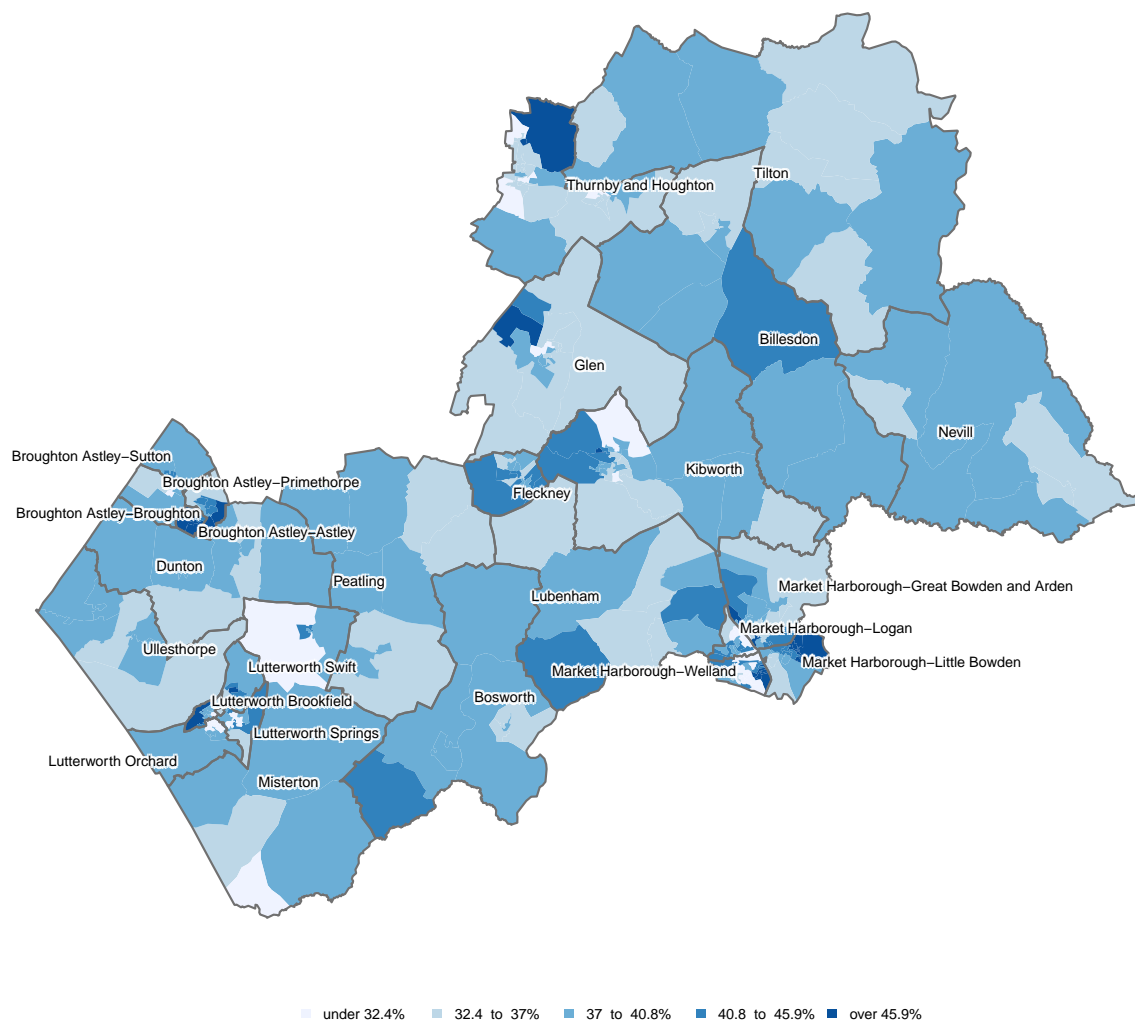 Tilton
Thurnby and Houghton
Billesdon
Glen
Nevill
Broughton Astley−Sutton
Kibworth
Broughton Astley−Primethorpe
Fleckney
Broughton Astley−Broughton
Broughton Astley−Astley
Dunton
Peatling
Market Harborough−Great Bowden and Arden
Lubenham
Market Harborough−Logan
Ullesthorpe
Market Harborough−Little Bowden
Lutterworth Swift
Market Harborough−Welland
Bosworth
Lutterworth Brookfield
Lutterworth Springs
Lutterworth Orchard
Misterton
under 32.4% 32.4 to 37% 37 to 40.8% 40.8 to 45.9% over 45.9%